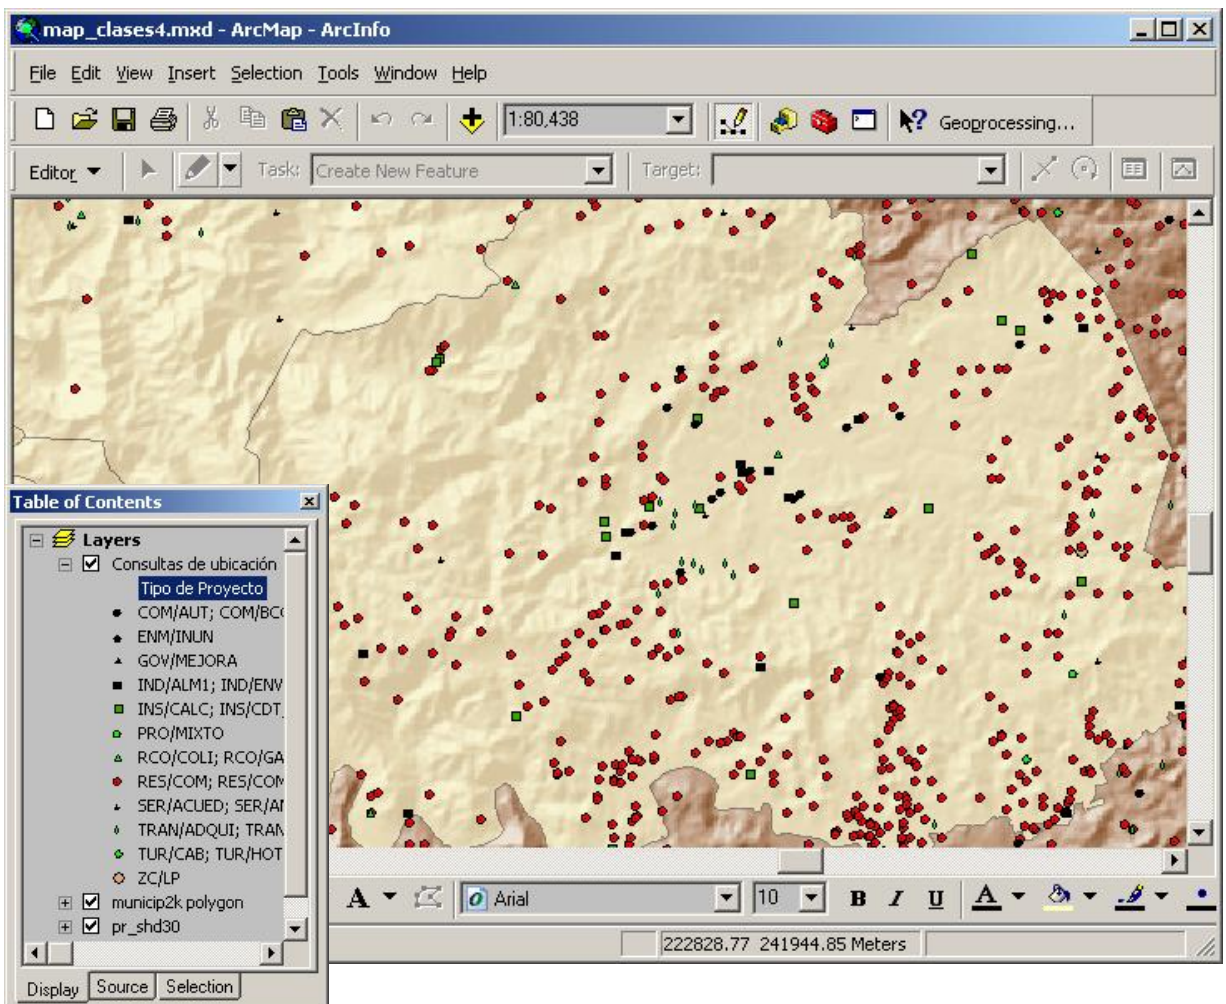 map_clases4.mxd - ArcMap - ArcInfo
File Edit View Insert Selection Tools Window Help
1:80,438 Geoprocessing...
Editor Task: Create New Feature Target:
Table of Contents
Layers
Consultas de ubicación
Tipo de Proyecto
COM/AUT; COM/BC
ENM/INUN
GOV/MEJORA
IND/ALM1; IND/ENV
INS/CALC; INS/CDT
PRO/MIXTO
RCO/COLI; RCO/GA
RES/COM; RES/COM
SER/ACUED; SER/A
TRAN/ADQUI; TRAN
TUR/CAB; TUR/HOT
ZC/LP
municip2k polygon
pr_shd30
Display Source Selection
A Arial 10 B I U A
222828.77 241944.85 Meters